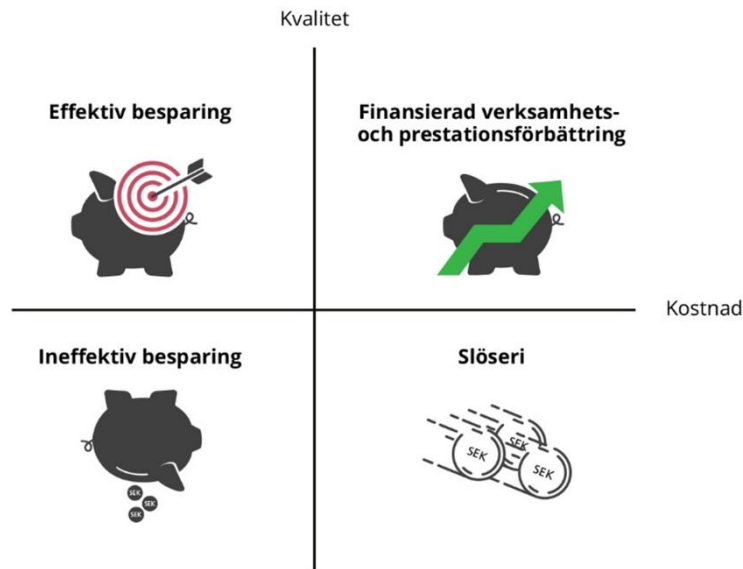 Kvalitet
Effektiv besparing
Finansierad verksamhets-
och prestationsförbättring
Kostnad
Ineffektiv besparing
Slöseri
SEK
SEK
SEK
SEK
SEK
SEK